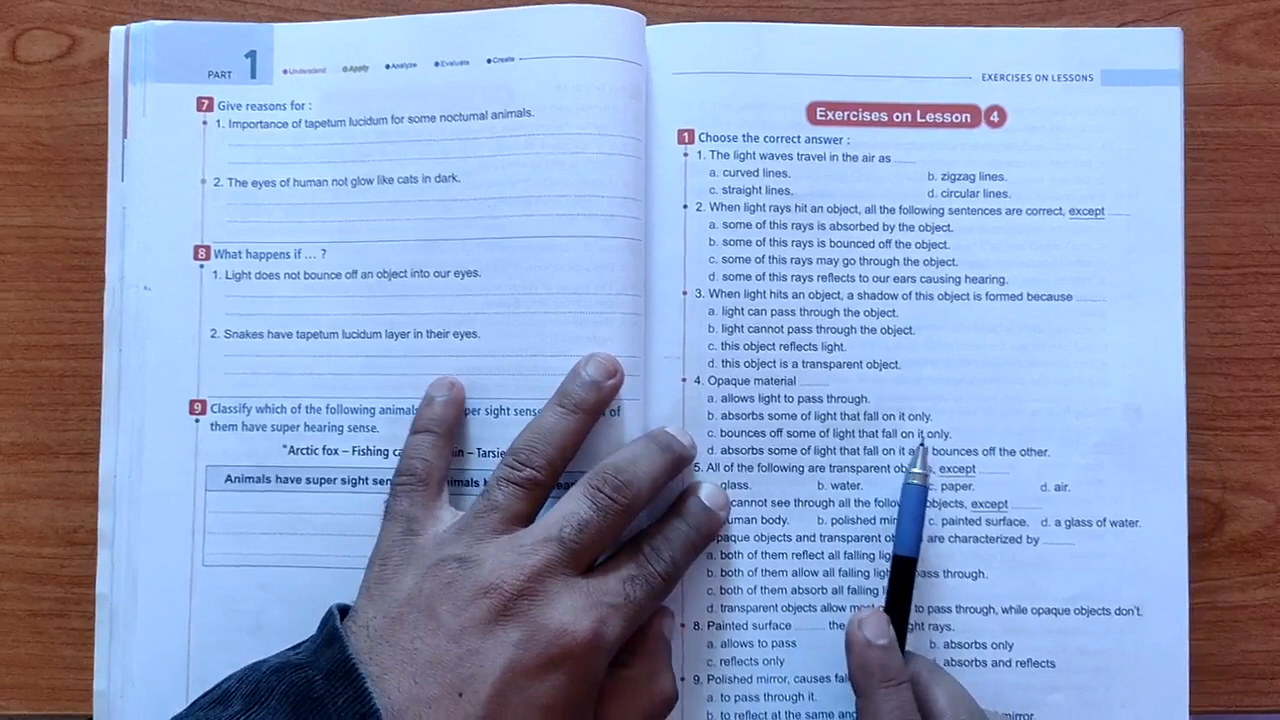 PART 1
Understand Apply Analyze Evaluate Create
7 Give reasons for :
1. Importance of tapetum lucidum for some nocturnal animals.
2. The eyes of human not glow like cats in dark.
8 What happens if ... ?
1. Light does not bounce off an object into our eyes.
2. Snakes have tapetum lucidum layer in their eyes.
9 Classify which of the following animals per sight sense of
them have super hearing sense.
"Arctic fox – Fishing – Tarsie
Animals have super sight sen
EXERCISES ON LESSONS
Exercises on Lesson 4
1 Choose the correct answer :
1. The light waves travel in the air as
a. curved lines. b. zigzag lines.
c. straight lines. d. circular lines.
2. When light rays hit an object, all the following sentences are correct, except
a. some of this rays is absorbed by the object.
b. some of this rays is bounced off the object.
c. some of this rays may go through the object.
d. some of this rays reflects to our ears causing hearing.
3. When light hits an object, a shadow of this object is formed because
a. light can pass through the object.
b. light cannot pass through the object.
c. this object reflects light.
d. this object is a transparent object.
4. Opaque material
a. allows light to pass through.
b. absorbs some of light that fall on it only.
c. bounces off some of light that fall on it only.
d. absorbs some of light that fall on it bounces off the other.
5. All of the following are transparent except
glass. b. water. c. paper. d. air.
cannot see through all the objects, except
body. b. polished c. painted surface. d. a glass of water.
opaque objects and transparent are characterized by
a. both of them reflect all falling
b. both of them allow all falling pass through.
c. both of them absorb all falling
d. transparent objects allow to pass through, while opaque objects don't.
8. Painted surface the rays.
a. allows to pass b. absorbs only
c. reflects only absorbs and reflects
9. Polished mirror, causes
a. to pass through it.
b. to reflect at the same mirror